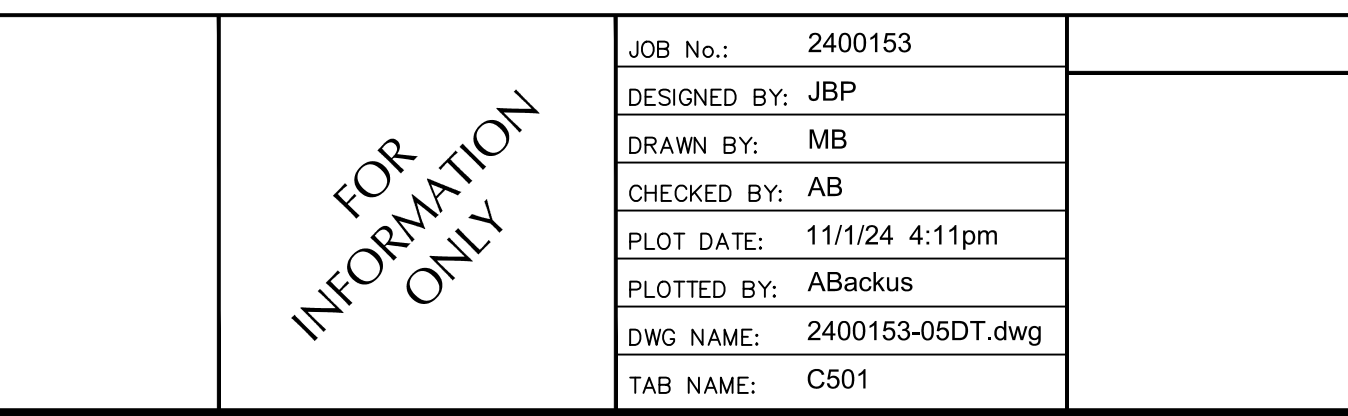 FOR
INFORMATION
ONLY
JOB No.: 2400153
DESIGNED BY: JBP
DRAWN BY: MB
CHECKED BY: AB
PLOT DATE: 11/1/24 4:11pm
PLOTTED BY: ABackus
DWG NAME: 2400153-05DT.dwg
TAB NAME: C501